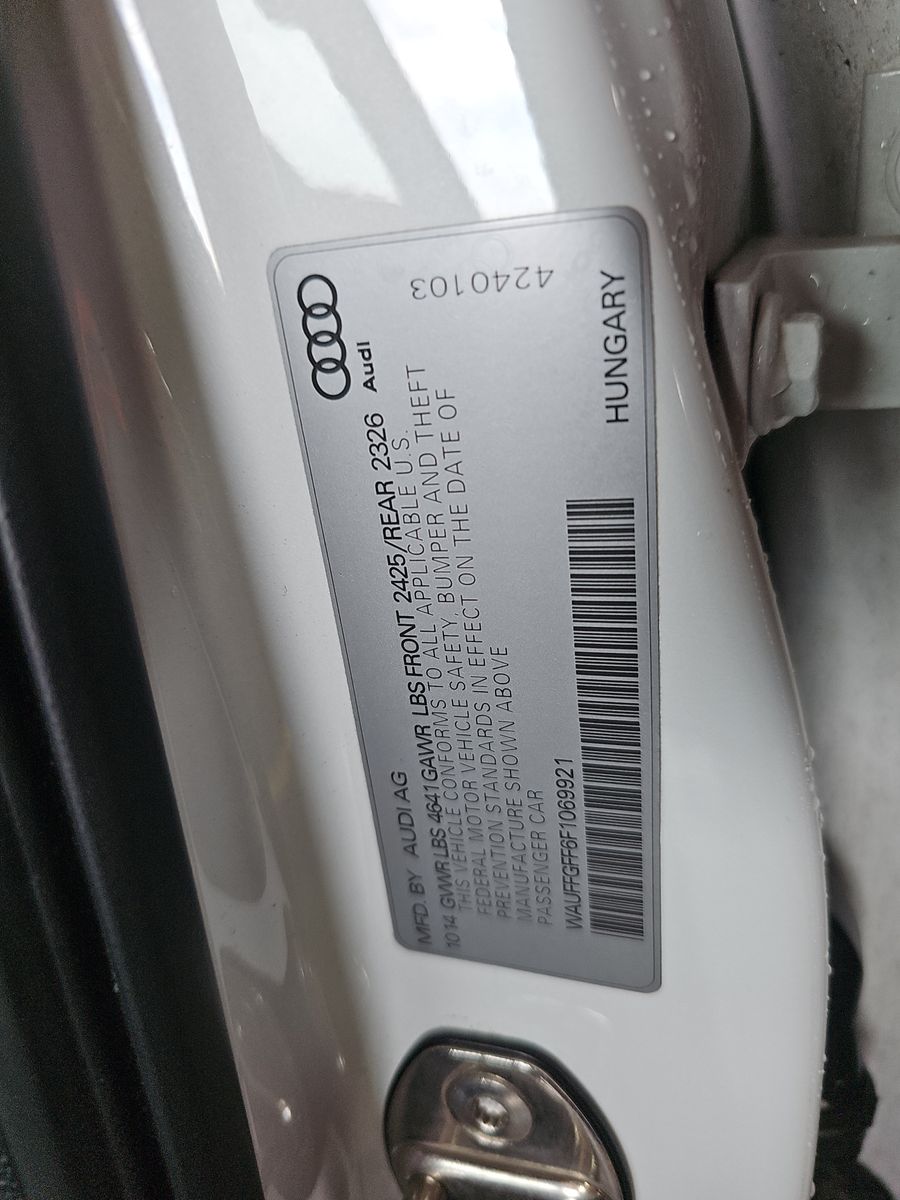 MFD. BY AUDI AG
1014 GVWR LBS 4641 GAWR LBS FRONT 2425/REAR 2326
THIS VEHICLE CONFORMS TO ALL APPLICABLE U.S.
FEDERAL MOTOR VEHICLE SAFETY, BUMPER AND THEFT
PREVENTION STANDARDS IN EFFECT ON THE DATE OF
MANUFACTURE SHOWN ABOVE
PASSENGER CAR
WAUFFGFF6F1069921
Audi
4240103
HUNGARY